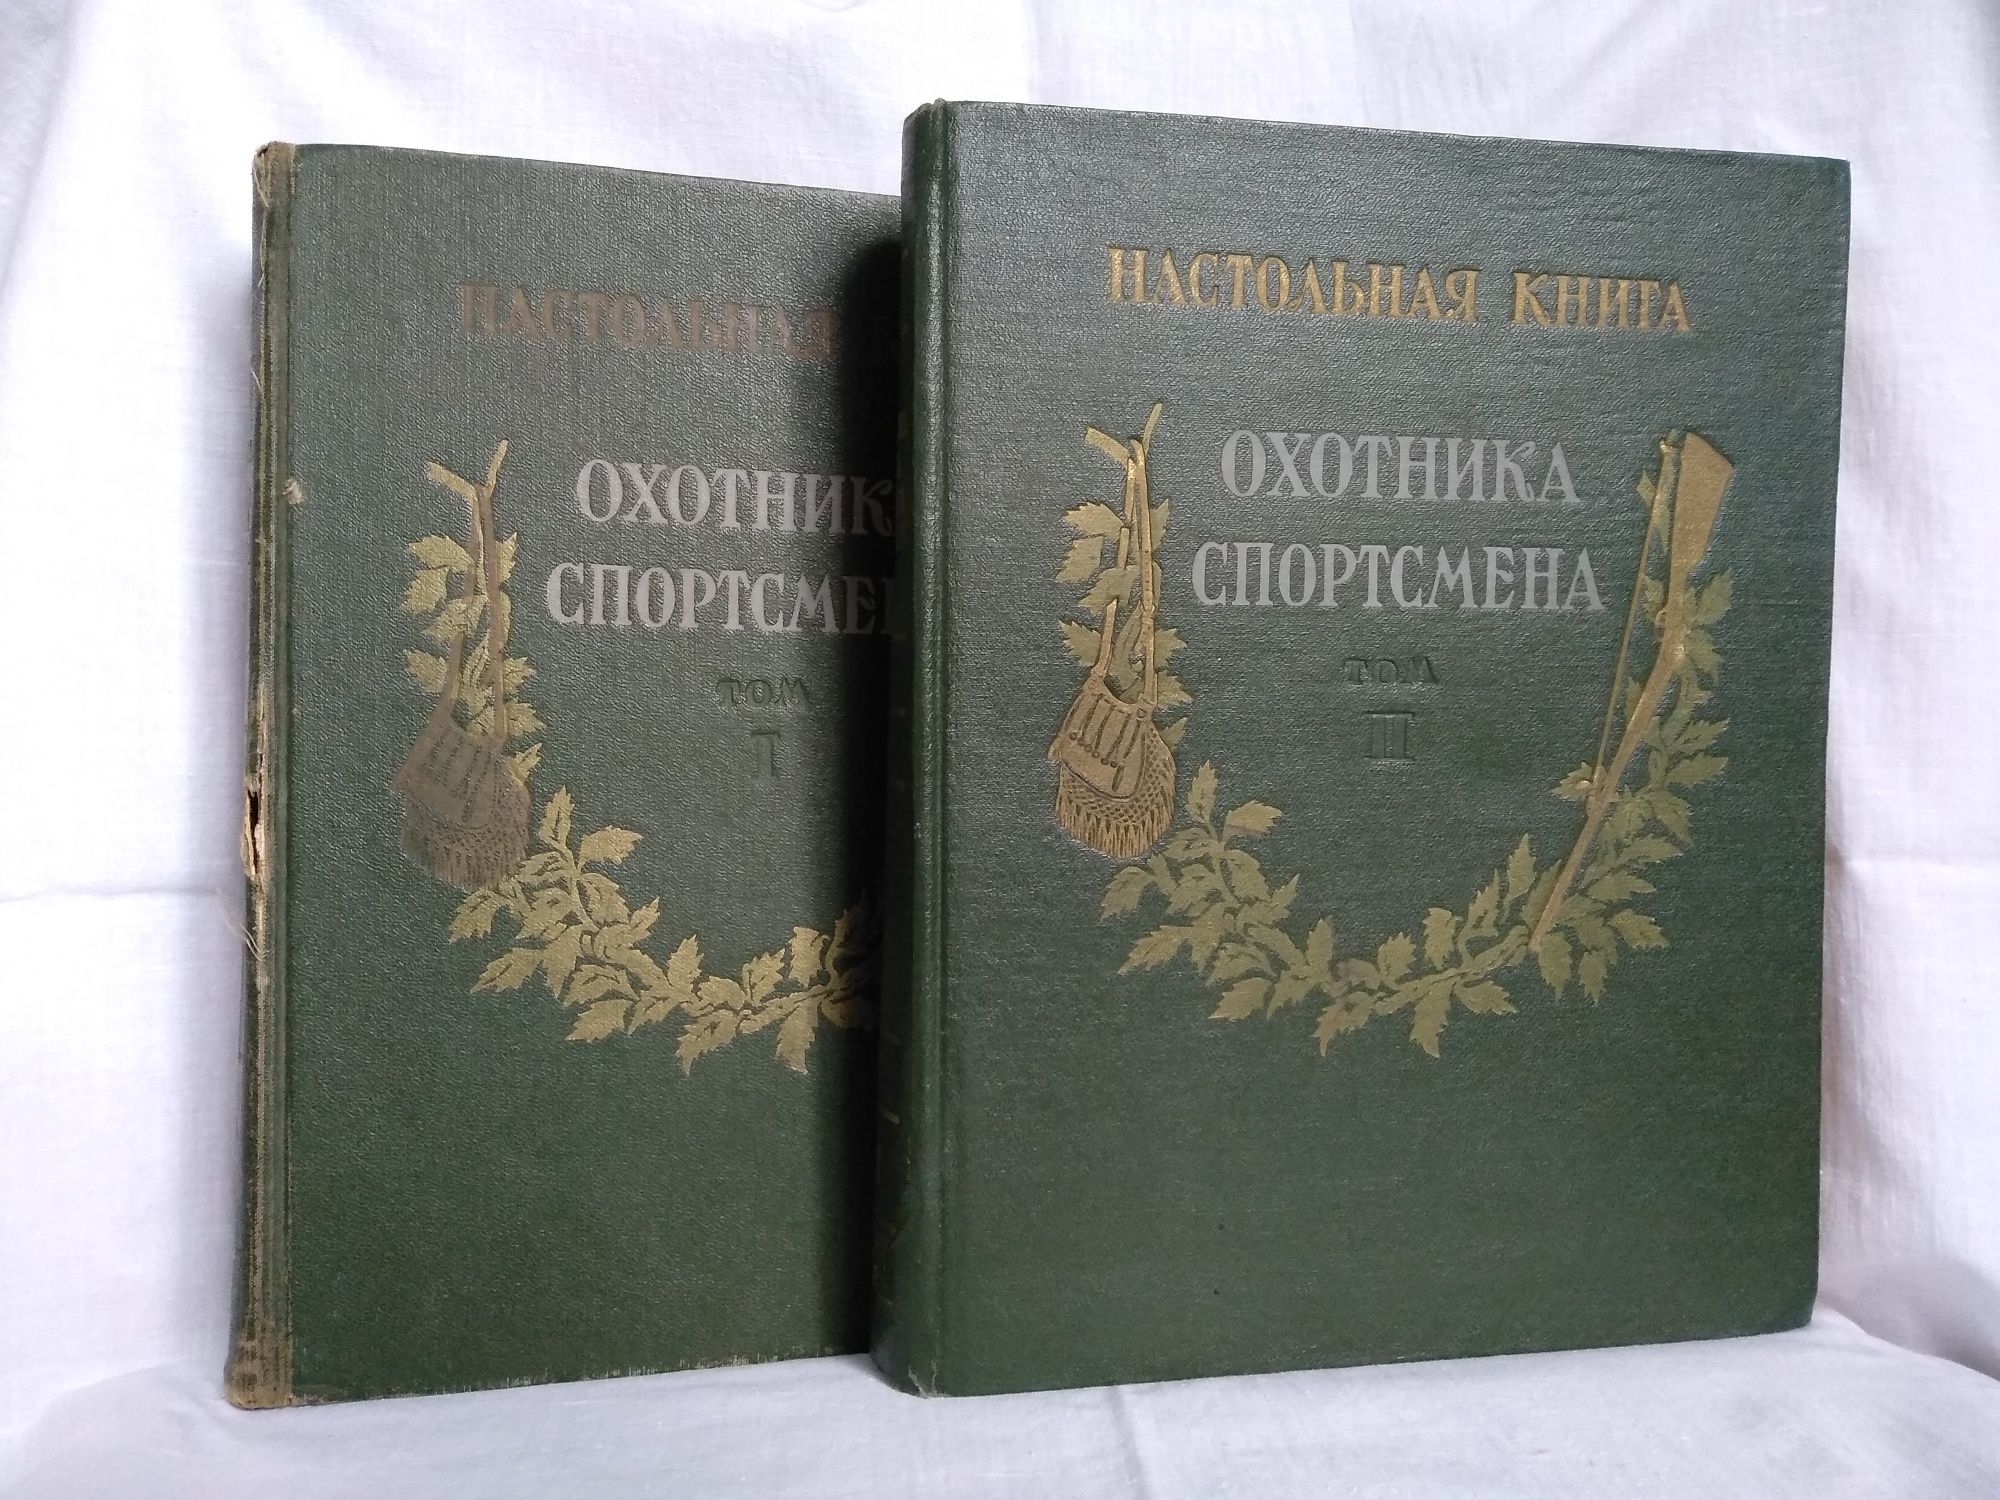 НАСТОЛЬНАЯ
ОХОТНИК
СПОРТСМЕ
ТОМ
I
НАСТОЛЬНАЯ КНИГА
ОХОТНИКА
СПОРТСМЕНА
ТОМ
II